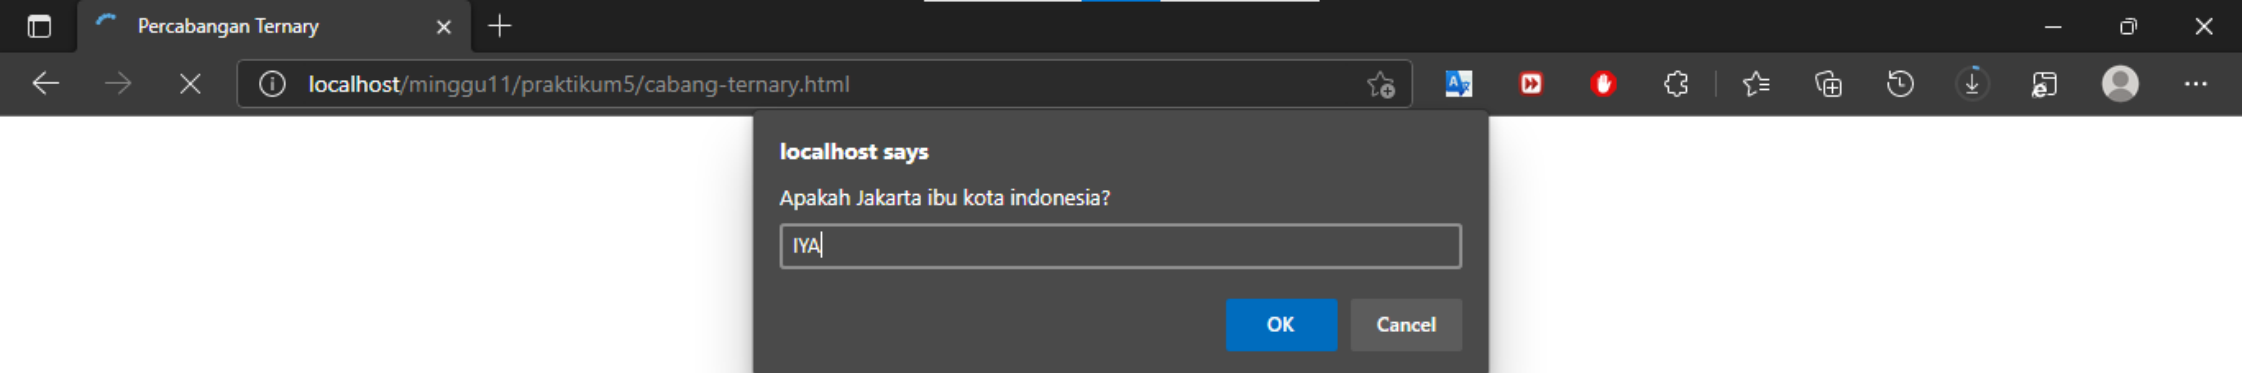 Percabangan Ternary
localhost/minggu11/praktikum5/cabang-ternary.html
localhost says
Apakah Jakarta ibu kota indonesia?
IYA
OK
Cancel